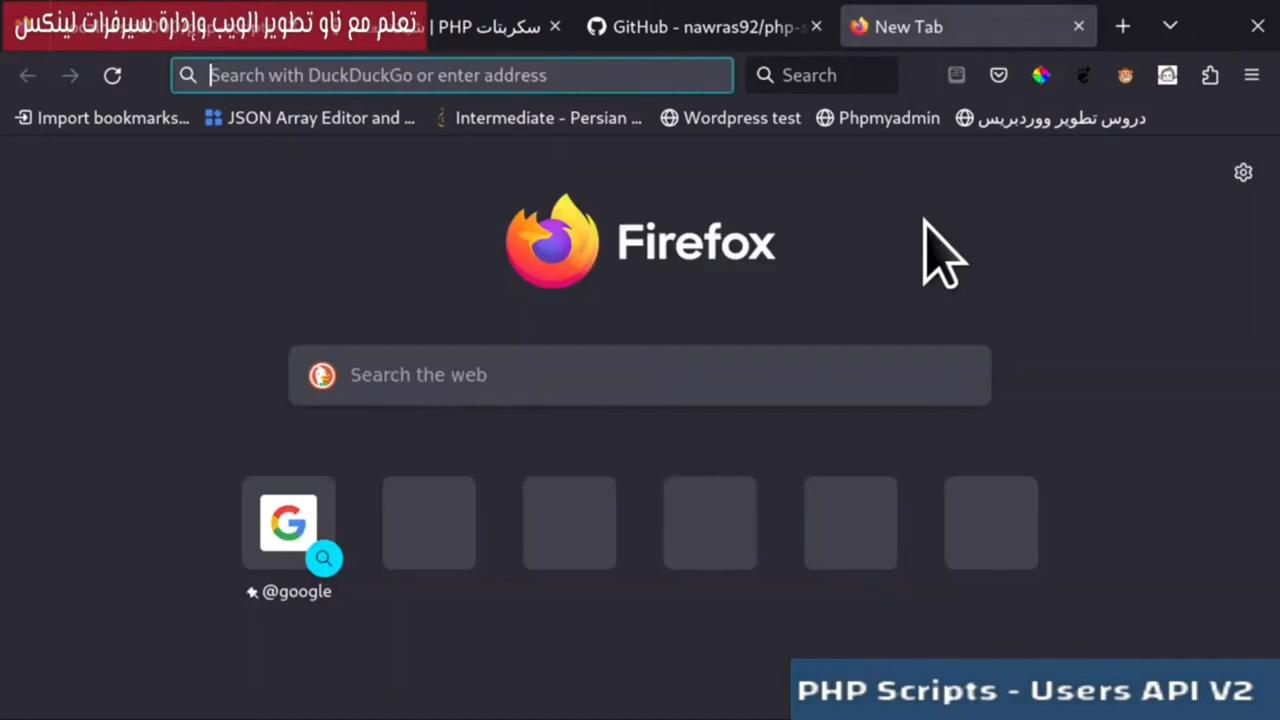 تعلم مع ناو تطوير الويب وإدارة سيرفرات لينكس
سكربتات PHP |
GitHub - nawras92/php-s
New Tab
Search with DuckDuckGo or enter address
Search
Import bookmarks...
JSON Array Editor and ...
Intermediate - Persian ...
Wordpress test
Phpmyadmin
دروس تطوير ووردبريس
Firefox
Search the web
@google
PHP Scripts - Users API V2